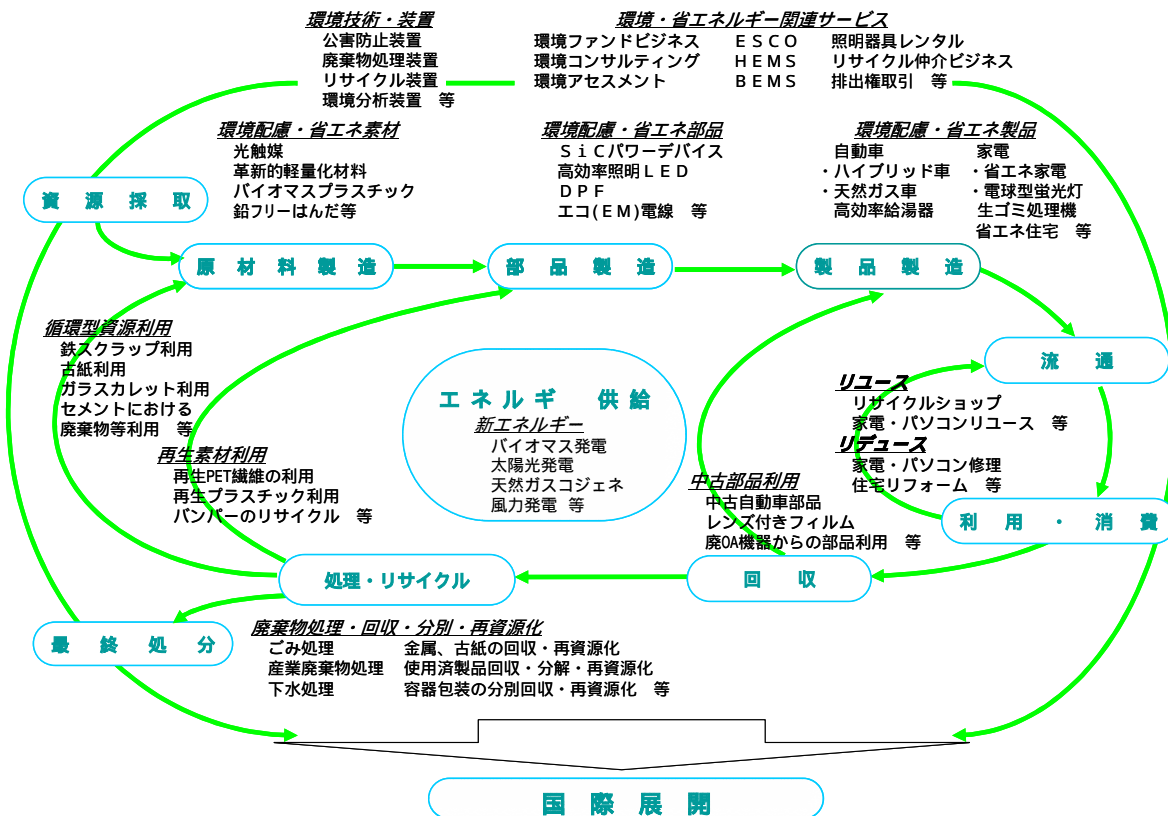 環境技術・装置
公害防止装置
廃棄物処理装置
リサイクル装置
環境分析装置 等
環境・省エネルギー関連サービス
環境ファンドビジネス ＥＳＣＯ 照明器具レンタル
環境コンサルティング ＨＥＭＳ リサイクル仲介ビジネス
環境アセスメント ＢＥＭＳ 排出権取引 等
環境配慮・省エネ素材
光触媒
革新的軽量化材料
バイオマスプラスチック
鉛フリーはんだ等
環境配慮・省エネ部品
ＳｉＣパワーデバイス
高効率照明ＬＥＤ
ＤＰＦ
エコ(ＥＭ)電線 等
環境配慮・省エネ製品
自動車 家電
・ハイブリッド車 ・省エネ家電
・天然ガス車 ・電球型蛍光灯
高効率給湯器 生ゴミ処理機
省エネ住宅 等
資源採取
原材料製造
部品製造
製品製造
循環型資源利用
鉄スクラップ利用
古紙利用
ガラスカレット利用
セメントにおける
廃棄物等利用 等
流通
リユース
リサイクルショップ
家電・パソコンリユース 等
リデュース
家電・パソコン修理
住宅リフォーム 等
エネルギ 供給
新エネルギー
バイオマス発電
太陽光発電
天然ガスコジェネ
風力発電 等
再生素材利用
再生PET繊維の利用
再生プラスチック利用
バンパーのリサイクル 等
中古部品利用
中古自動車部品
レンズ付きフィルム
廃OA機器からの部品利用 等
利用・消費
処理・リサイクル
回収
最終処分
廃棄物処理・回収・分別・再資源化
ごみ処理 金属、古紙の回収・再資源化
産業廃棄物処理 使用済製品回収・分解・再資源化
下水処理 容器包装の分別回収・再資源化 等
国際展開